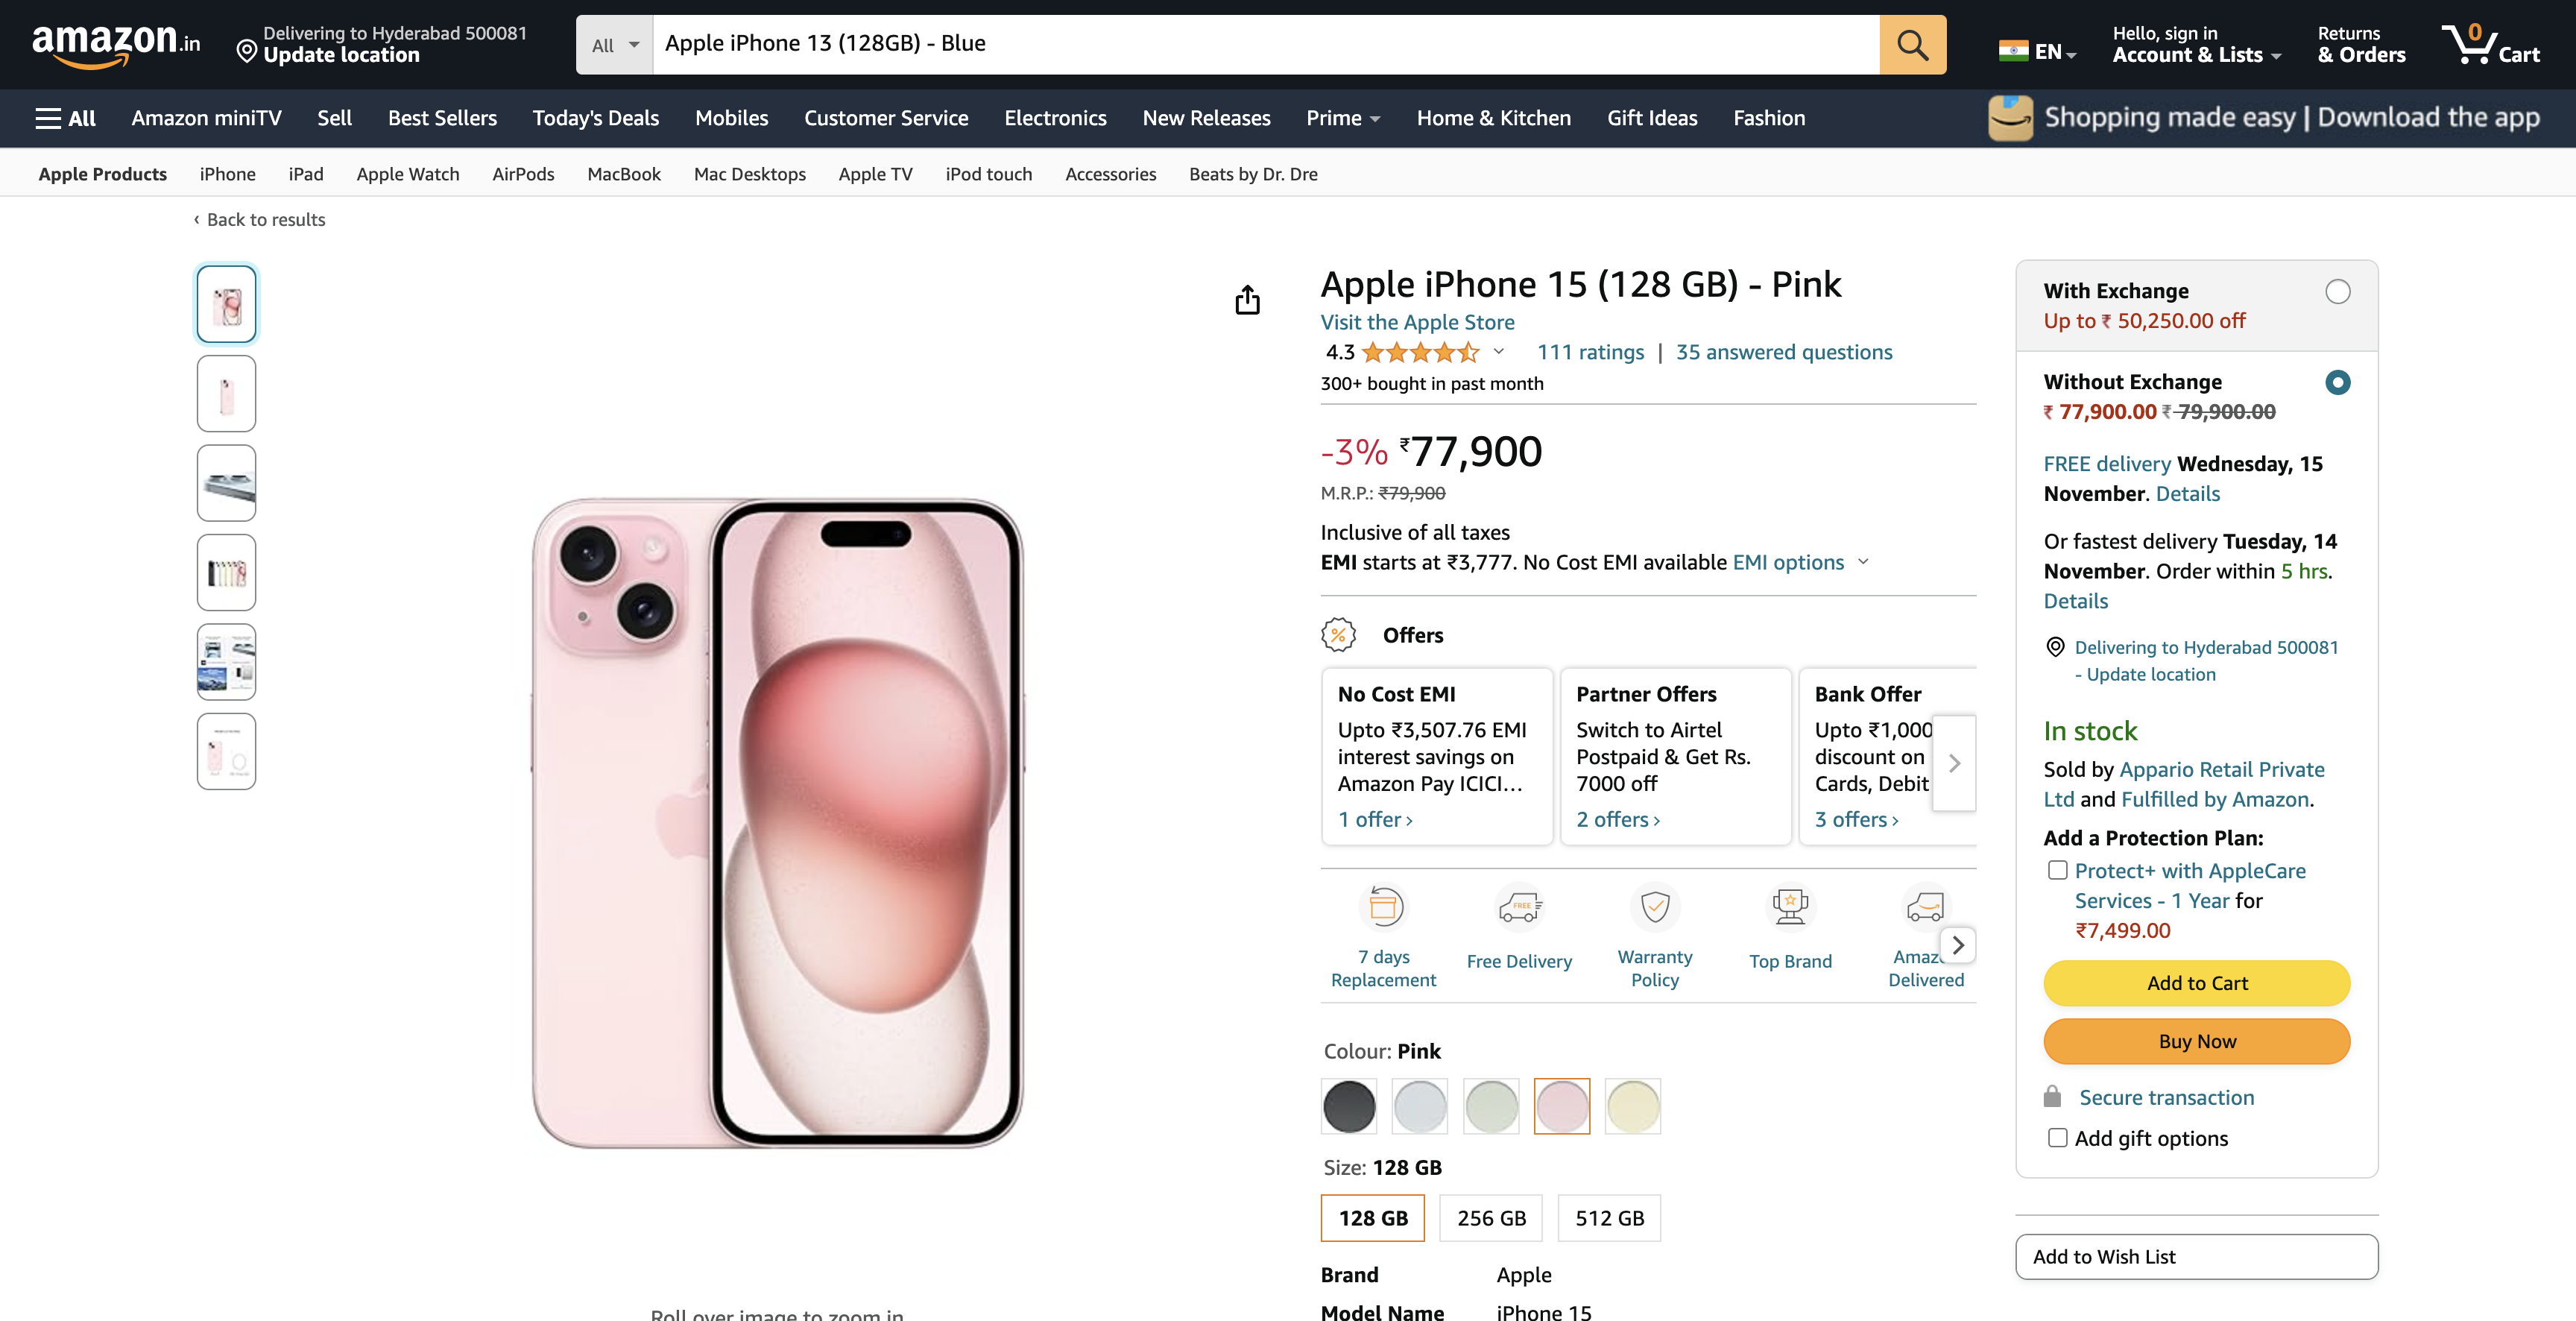 amazon.in
Delivering to Hyderabad 500081
Update location
All
Apple iPhone 13 (128GB) - Blue
EN
Hello, sign in
Account & Lists
Returns
& Orders
0
Cart
All
Amazon miniTV
Sell
Best Sellers
Today's Deals
Mobiles
Customer Service
Electronics
New Releases
Prime
Home & Kitchen
Gift Ideas
Fashion
Shopping made easy | Download the app
Apple Products
iPhone
iPad
Apple Watch
AirPods
MacBook
Mac Desktops
Apple TV
iPod touch
Accessories
Beats by Dr. Dre
‹ Back to results
Roll over image to zoom in
Apple iPhone 15 (128 GB) - Pink
Visit the Apple Store
4.3
111 ratings | 35 answered questions
300+ bought in past month
-3% ₹77,900
M.R.P.: ₹79,900
Inclusive of all taxes
EMI starts at ₹3,777. No Cost EMI available EMI options
Offers
No Cost EMI
Upto ₹3,507.76 EMI
interest savings on
Amazon Pay ICICI…
1 offer ›
Partner Offers
Switch to Airtel
Postpaid & Get Rs.
7000 off
2 offers ›
Bank Offer
Upto ₹1,000
discount on
Cards, Debit
3 offers ›
7 days
Replacement
FREE
Free Delivery
Warranty
Policy
Top Brand
Amaz
Delivered
Colour: Pink
Size: 128 GB
128 GB
256 GB
512 GB
Brand Apple
Model Name iPhone 15
With Exchange
Up to ₹ 50,250.00 off
Without Exchange
₹ 77,900.00 ₹ 79,900.00
FREE delivery Wednesday, 15
November. Details
Or fastest delivery Tuesday, 14
November. Order within 5 hrs.
Details
Delivering to Hyderabad 500081
- Update location
In stock
Sold by Appario Retail Private
Ltd and Fulfilled by Amazon.
Add a Protection Plan:
Protect+ with AppleCare
Services - 1 Year for
₹7,499.00
Add to Cart
Buy Now
Secure transaction
Add gift options
Add to Wish List